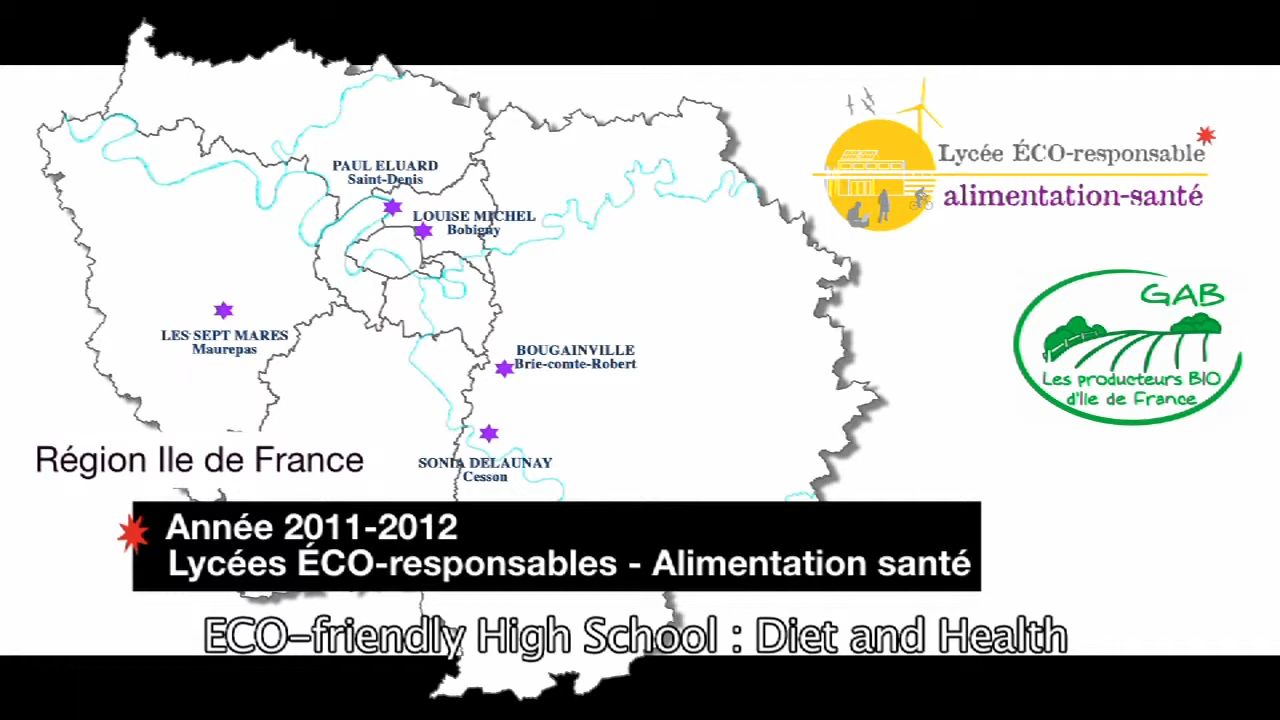 PAUL ELUARD
Saint-Denis
LOUISE MICHEL
Bobigny
LES SEPT MARES
Maurepas
BOUGAINVILLE
Brie-comte-Robert
SONIA DELAUNAY
Cesson
Lycée ÉCO-responsable
alimentation-santé
GAB
Les producteurs BIO
d'Ile de France
Région Ile de France
Année 2011-2012
Lycées ÉCO-responsables - Alimentation santé
ECO-friendly High School : Diet and Health